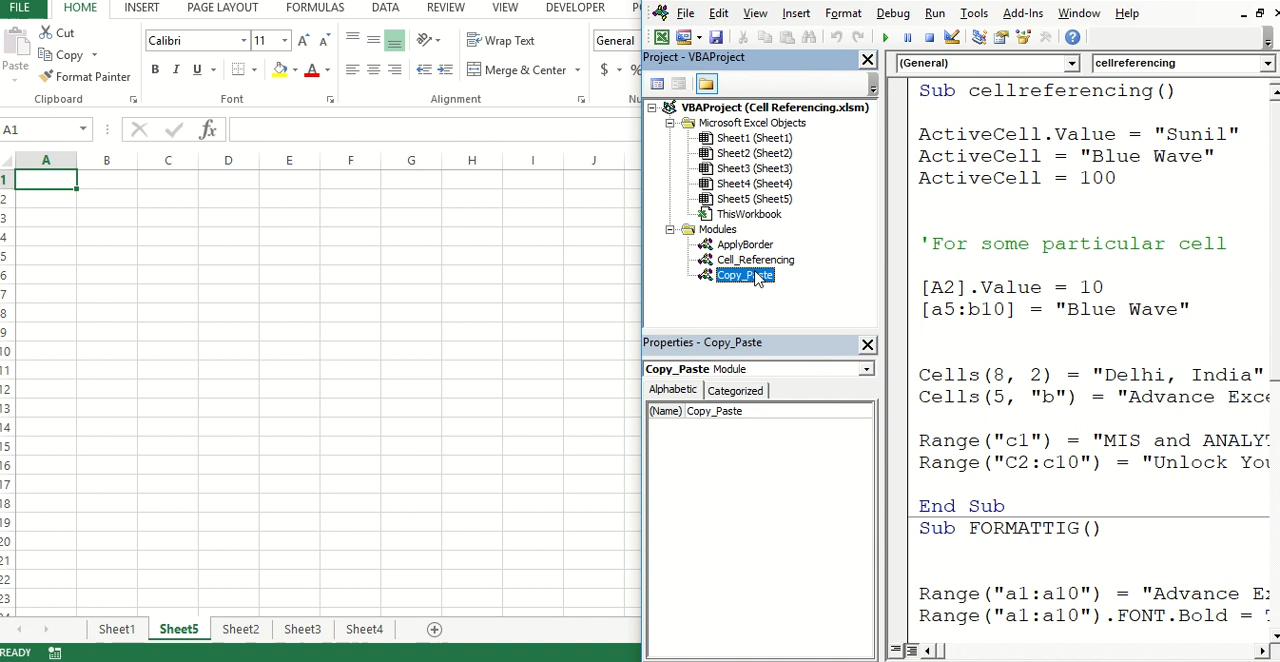 FILE HOME INSERT PAGE LAYOUT FORMULAS DATA REVIEW VIEW DEVELOPER
Cut
Copy
Format Painter
Paste
Clipboard
Calibri 11
B I U
Font
Wrap Text
Merge & Center
Alignment
General
$ %
A1
fx
A B C D E F G H I J
1
2
3
4
5
6
7
8
9
10
11
12
13
14
15
16
17
18
19
20
21
22
23
Sheet1 Sheet5 Sheet2 Sheet3 Sheet4
READY
File Edit View Insert Format Debug Run Tools Add-Ins Window Help
Project - VBAProject
VBAProject (Cell Referencing.xlsm)
Microsoft Excel Objects
Sheet1 (Sheet1)
Sheet2 (Sheet2)
Sheet3 (Sheet3)
Sheet4 (Sheet4)
Sheet5 (Sheet5)
ThisWorkbook
Modules
ApplyBorder
Cell_Referencing
Copy_Paste
Properties - Copy_Paste
Copy_Paste Module
Alphabetic Categorized
(Name) Copy_Paste
(General) cellreferencing
Sub cellreferencing()
ActiveCell.Value = "Sunil"
ActiveCell = "Blue Wave"
ActiveCell = 100
'For some particular cell
[A2].Value = 10
[a5:b10] = "Blue Wave"
Cells(8, 2) = "Delhi, India"
Cells(5, "b") = "Advance Exce
Range("c1") = "MIS and ANALYT
Range("C2:c10") = "Unlock You
End Sub
Sub FORMATTIG()
Range("a1:a10") = "Advance Ex
Range("a1:a10").FONT.Bold = T